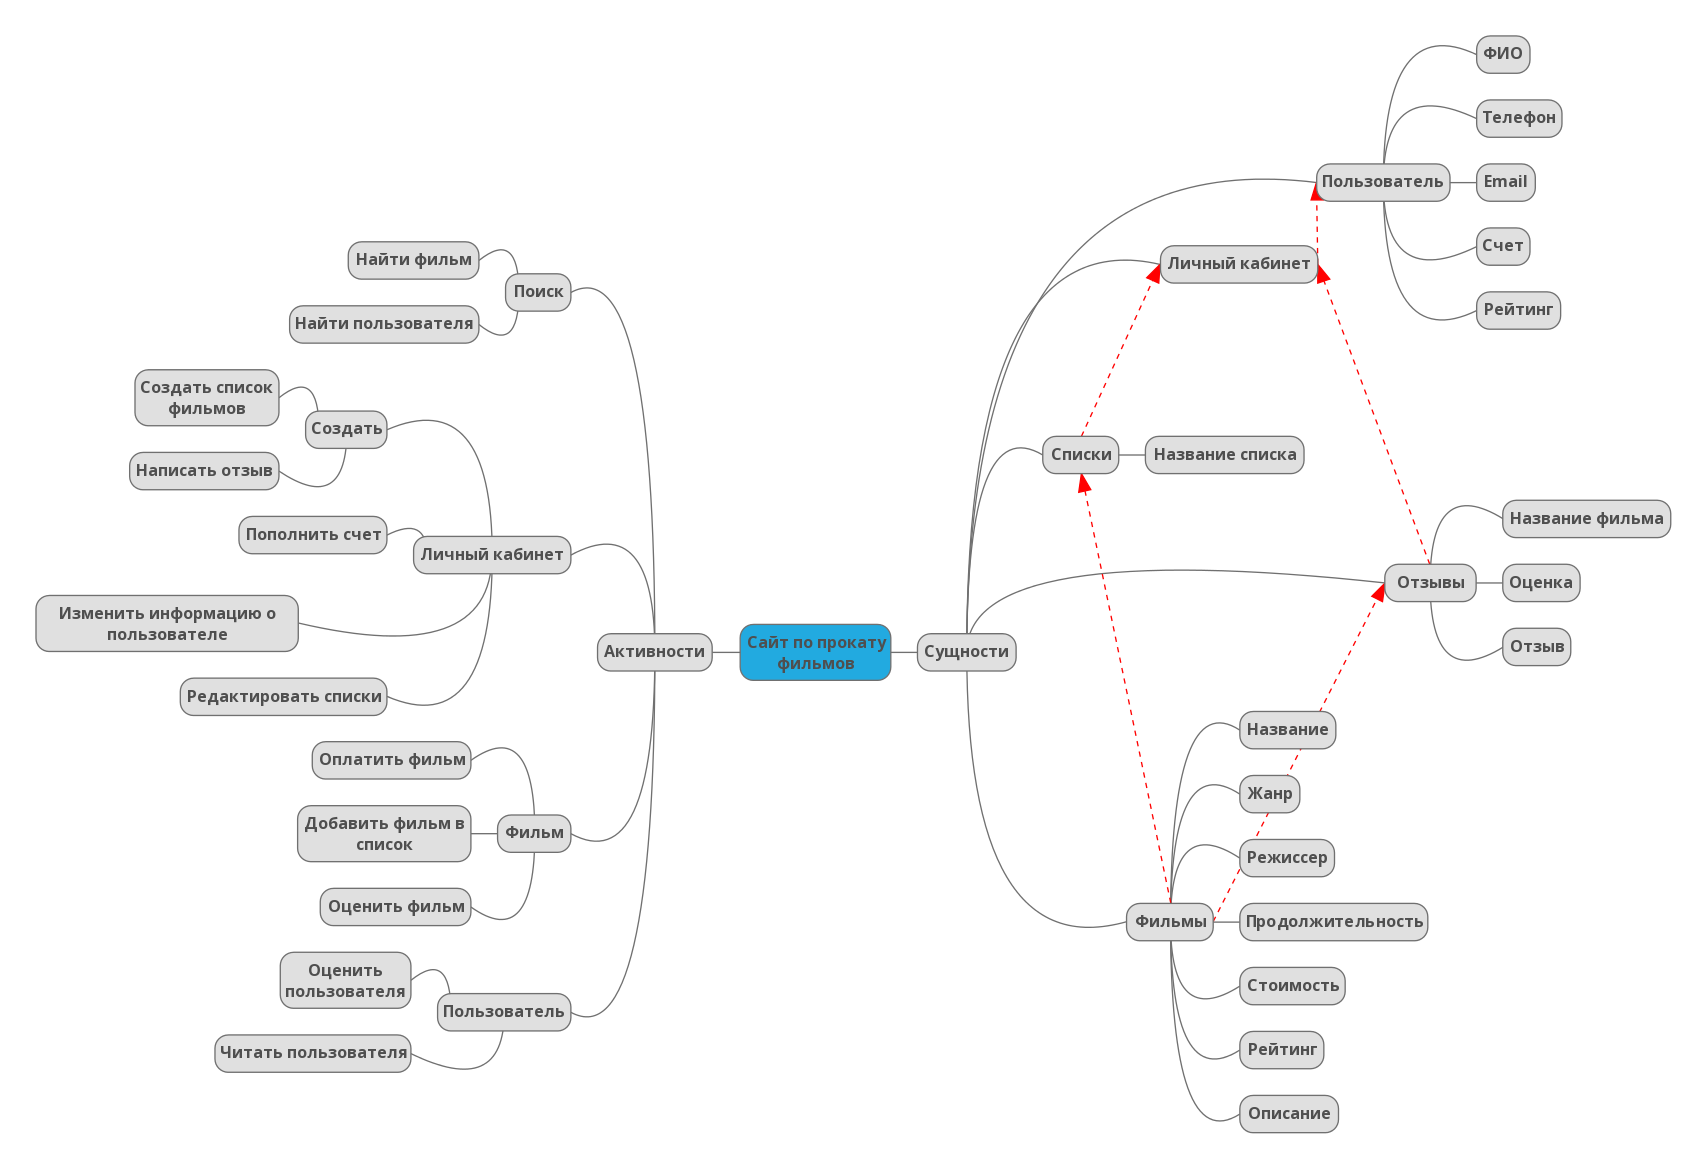 ФИО
Телефон
Пользователь
Email
Счет
Рейтинг
Личный кабинет
Списки
Название списка
Название фильма
Отзывы
Оценка
Отзыв
Найти фильм
Поиск
Найти пользователя
Создать список
фильмов
Создать
Написать отзыв
Пополнить счет
Личный кабинет
Изменить информацию о
пользователе
Редактировать списки
Активности
Сайт по прокату
фильмов
Сущности
Оплатить фильм
Добавить фильм в
список
Фильм
Оценить фильм
Оценить
пользователя
Пользователь
Читать пользователя
Название
Жанр
Режиссер
Фильмы
Продолжительность
Стоимость
Рейтинг
Описание